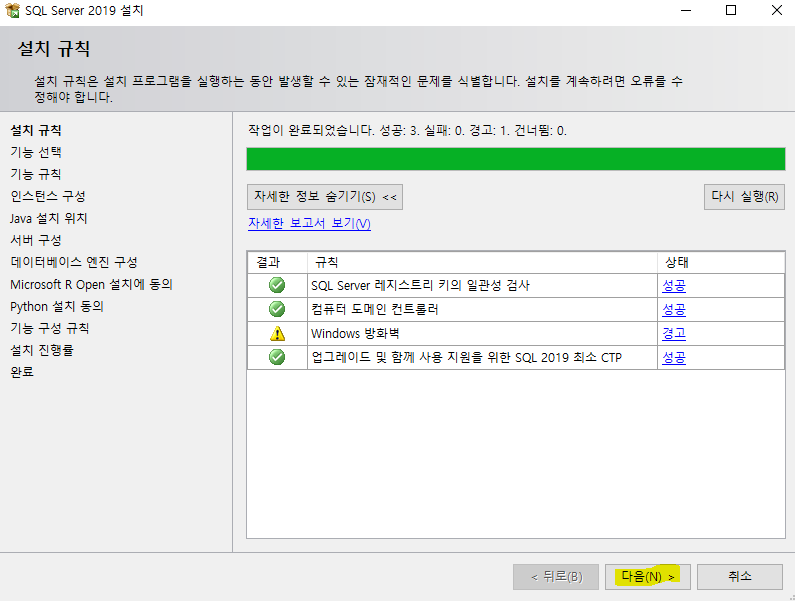 SQL Server 2019 설치
설치 규칙
설치 규칙은 설치 프로그램을 실행하는 동안 발생할 수 있는 잠재적인 문제를 식별합니다. 설치를 계속하려면 오류를 수
정해야 합니다.
설치 규칙
기능 선택
기능 규칙
인스턴스 구성
Java 설치 위치
서버 구성
데이터베이스 엔진 구성
Microsoft R Open 설치에 동의
Python 설치 동의
기능 구성 규칙
설치 진행률
완료
작업이 완료되었습니다. 성공: 3. 실패: 0. 경고: 1. 건너뜀: 0.
자세한 정보 숨기기(S) <<
다시 실행(R)
자세한 보고서 보기(V)
결과 규칙 상태
SQL Server 레지스트리 키의 일관성 검사 성공
컴퓨터 도메인 컨트롤러 성공
Windows 방화벽 경고
업그레이드 및 함께 사용 지원을 위한 SQL 2019 최소 CTP 성공
< 뒤로(B) 다음(N) > 취소